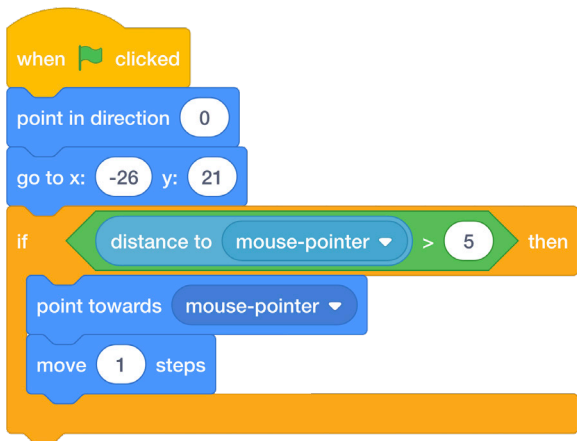 when clicked
point in direction 0
go to x: -26 y: 21
if distance to mouse-pointer > 5 then
point towards mouse-pointer
move 1 steps